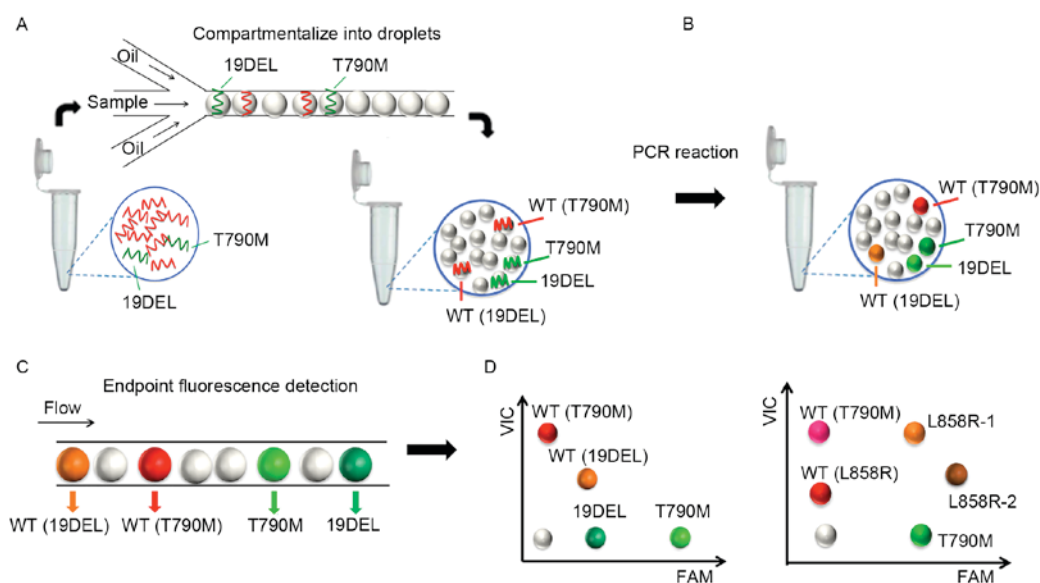 A
Compartmentalize into droplets
Oil
19DEL
T790M
Sample
Oil
T790M
19DEL
WT (T790M)
T790M
19DEL
WT (19DEL)
B
PCR reaction
WT (T790M)
T790M
19DEL
WT (19DEL)
C
Endpoint fluorescence detection
Flow
WT (19DEL)
WT (T790M)
T790M
19DEL
D
VIC
WT (T790M)
WT (19DEL)
19DEL
T790M
FAM
VIC
WT (T790M)
L858R-1
WT (L858R)
L858R-2
T790M
FAM